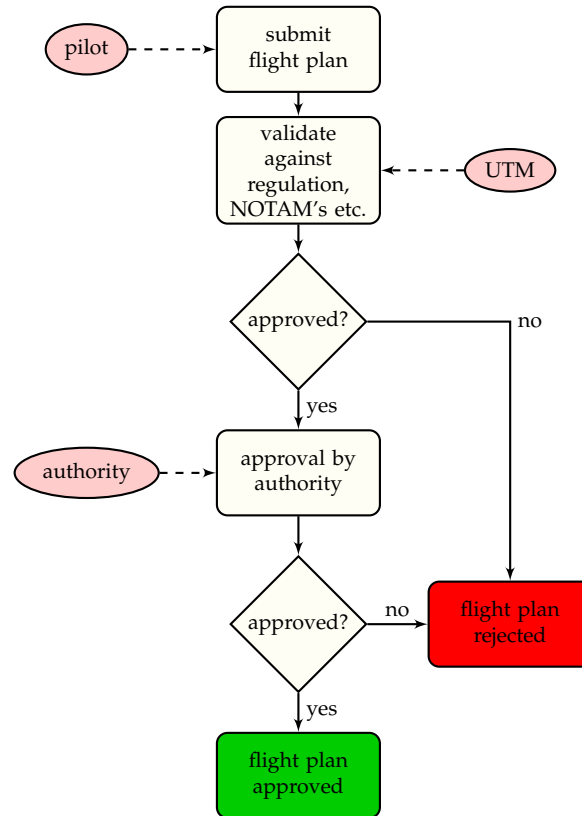 pilot
submit
flight plan
validate
against
regulation,
NOTAM's etc.
UTM
approved?
no
yes
authority
approval by
authority
approved?
no
flight plan
rejected
yes
flight plan
approved